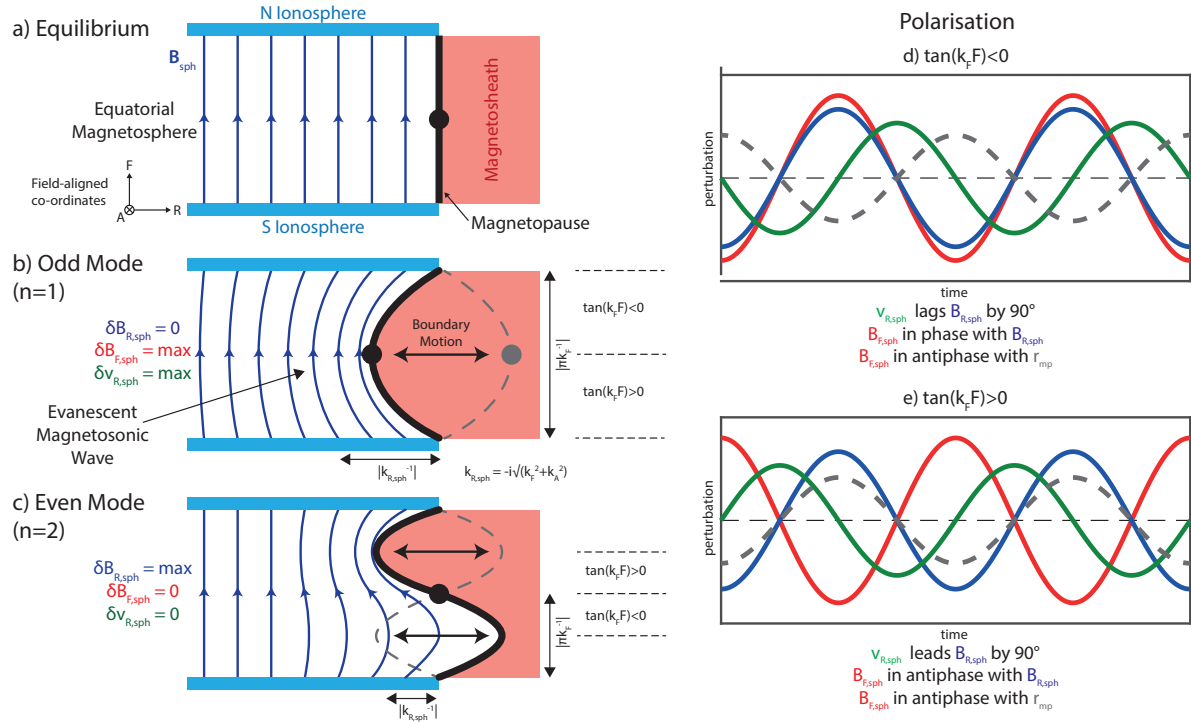 a) Equilibrium
N Ionosphere
B_sph
Equatorial
Magnetosphere
Magnetosheath
F
Field-aligned
co-ordinates
A
R
S Ionosphere
Magnetopause
b) Odd Mode
(n=1)
δB_R,sph = 0
δB_F,sph = max
δv_R,sph = max
Boundary
Motion
|πk_F^-1|
tan(k_F F)<0
tan(k_F F)>0
Evanescent
Magnetosonic
Wave
|k_R,sph^-1|
k_R,sph = -i√(k_F^2+k_A^2)
c) Even Mode
(n=2)
δB_R,sph = max
δB_F,sph = 0
δv_R,sph = 0
tan(k_F F)>0
tan(k_F F)<0
|πk_F^-1|
|k_R,sph^-1|
Polarisation
d) tan(k_F F)<0
perturbation
time
v_R,sph lags B_R,sph by 90°
B_F,sph in phase with B_R,sph
B_F,sph in antiphase with r_mp
e) tan(k_F F)>0
perturbation
time
v_R,sph leads B_R,sph by 90°
B_F,sph in antiphase with B_R,sph
B_F,sph in antiphase with r_mp